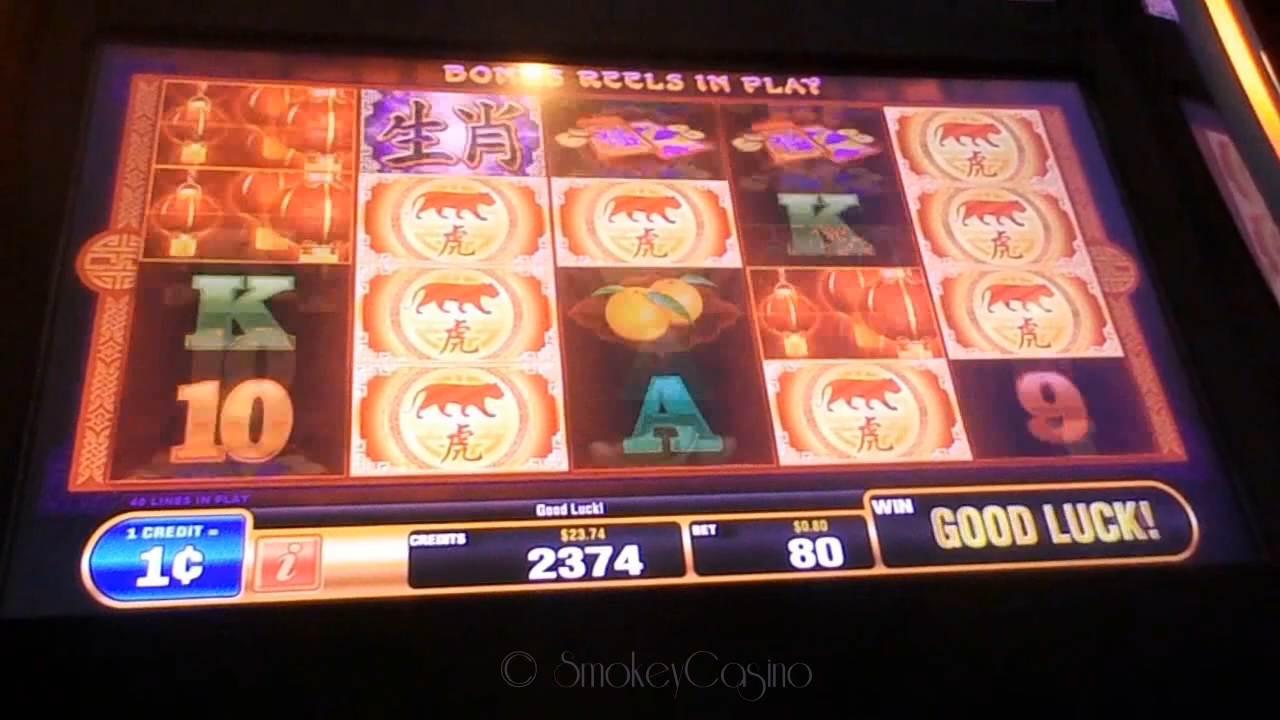 BONUS REELS IN PLAY
生肖
虎
虎 虎 K 虎
K 虎 虎
10 虎 A 虎 9
40 LINES IN PLAY
Good Luck!
1 CREDIT =
1¢
i
CREDITS
$23.74
2374
BET
$0.80
80
WIN
GOOD LUCK!
© SmokeyCasino